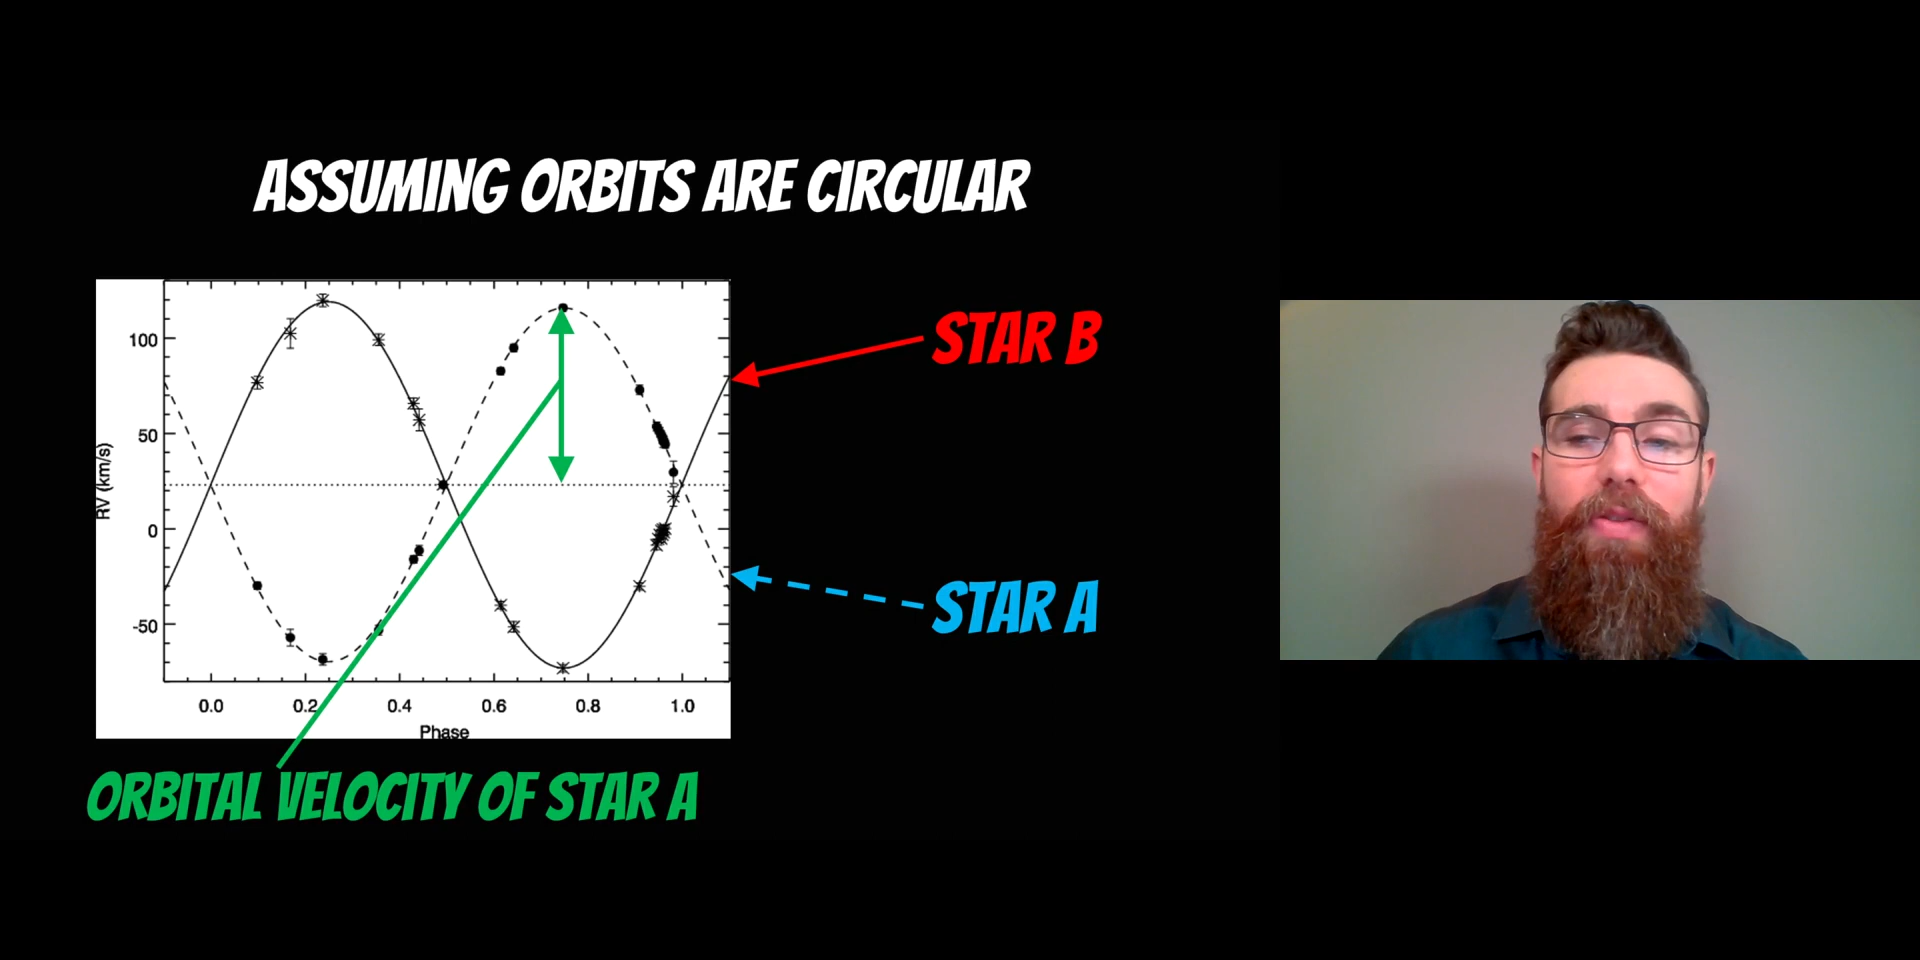 ASSUMING ORBITS ARE CIRCULAR
100
50
0
-50
RV (km/s)
0.0 0.2 0.4 0.6 0.8 1.0
Phase
STAR B
STAR A
ORBITAL VELOCITY OF STAR A